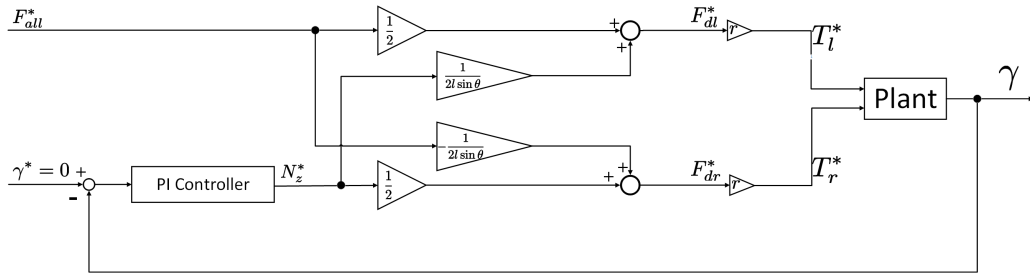 F*all
1/2
+
+
F*dl
r
T*l
1/(2l sin θ)
Plant
γ
-1/(2l sin θ)
γ* = 0 +
-
PI Controller
N*z
1/2
+
+
F*dr
r
T*r